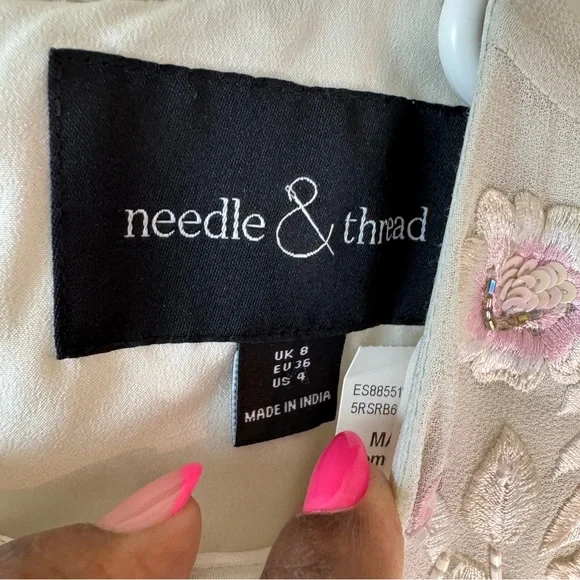 needle & thread
UK 8
EU 36
US 4
MADE IN INDIA
ES88551
5RSRB6